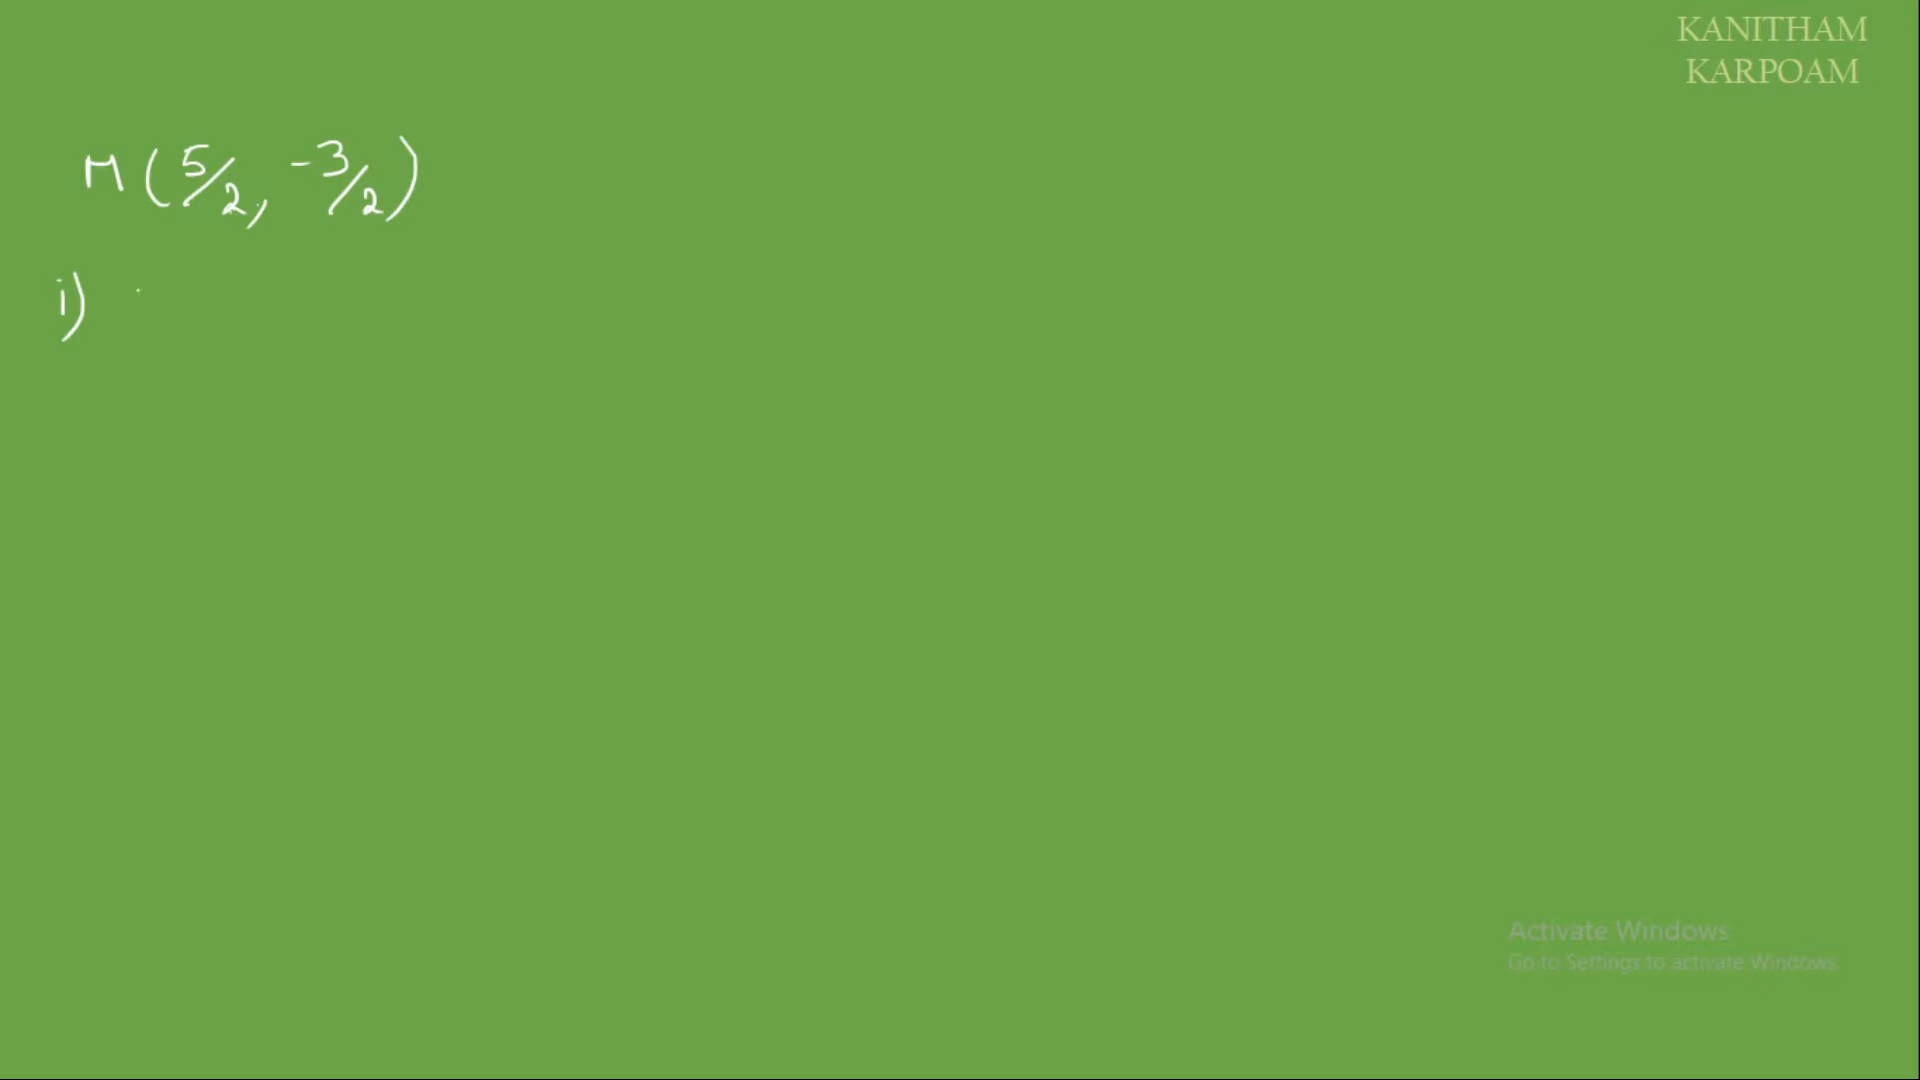 KANITHAM
KARPOAM
M (5/2, -3/2)
i)
Activate Windows
Go to Settings to activate Windows.